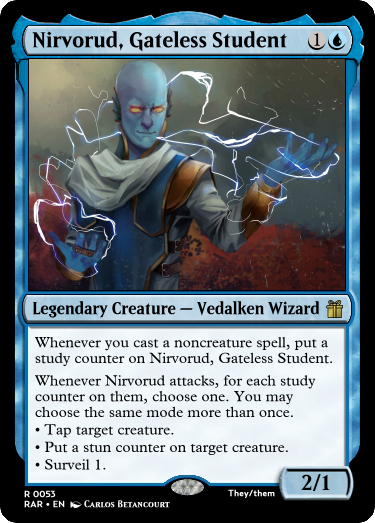 Nirvorud, Gateless Student 1
Legendary Creature — Vedalken Wizard
Whenever you cast a noncreature spell, put a
study counter on Nirvorud, Gateless Student.
Whenever Nirvorud attacks, for each study
counter on them, choose one. You may
choose the same mode more than once.
• Tap target creature.
• Put a stun counter on target creature.
• Surveil 1.
2/1
R 0053
RAR • EN Carlos Betancourt
They/them